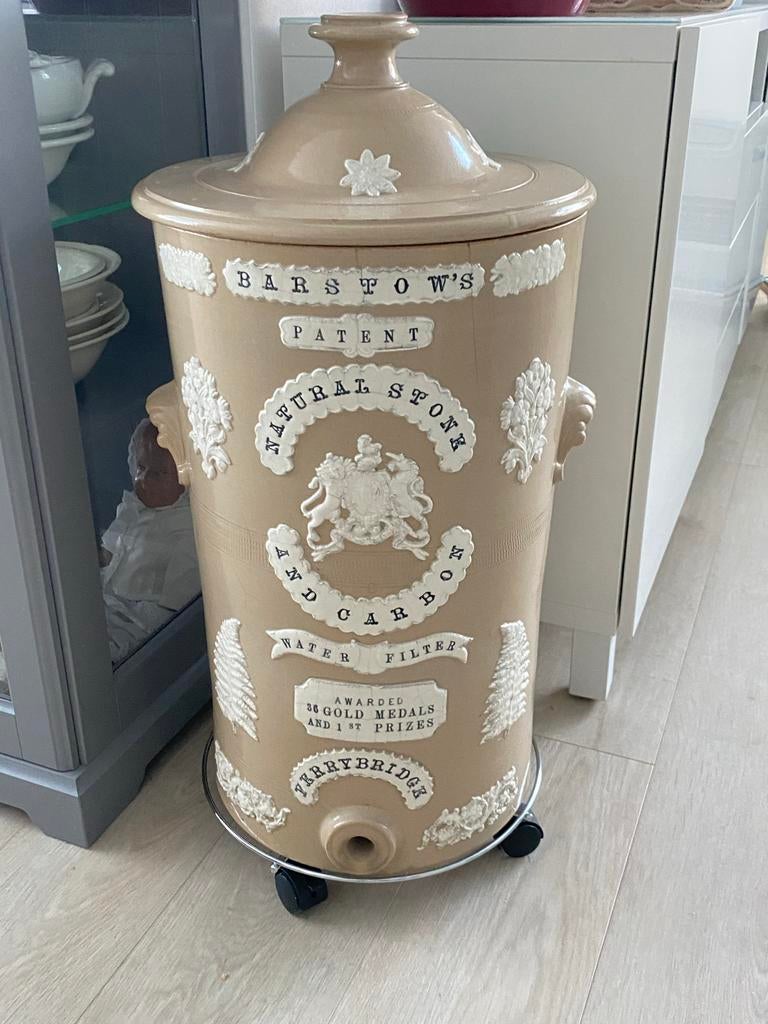 BARSTOW'S
PATENT
NATURAL STONE
AND CARBON
WATER FILTER
AWARDED
36 GOLD MEDALS
AND 1ST PRIZES
FERRYBRIDGE